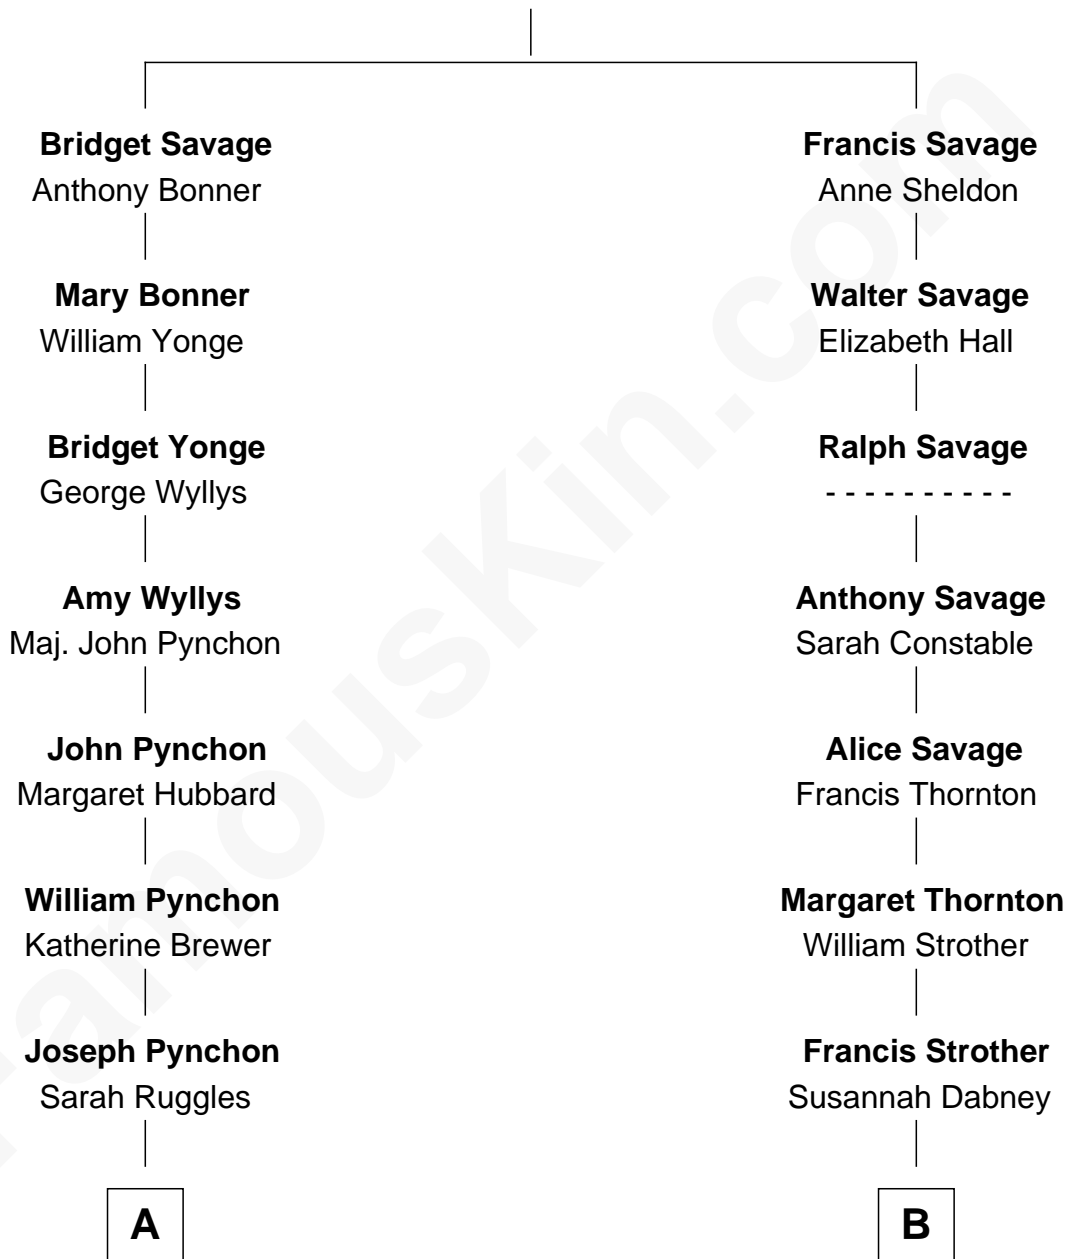 Bridget Savage
Anthony Bonner
Mary Bonner
William Yonge
Bridget Yonge
George Wyllys
Amy Wyllys
Maj. John Pynchon
John Pynchon
Margaret Hubbard
William Pynchon
Katherine Brewer
Joseph Pynchon
Sarah Ruggles
A
Francis Savage
Anne Sheldon
Walter Savage
Elizabeth Hall
Ralph Savage
- - - - - - - - - -
Anthony Savage
Sarah Constable
Alice Savage
Francis Thornton
Margaret Thornton
William Strother
Francis Strother
Susannah Dabney
B
FamousKin.com